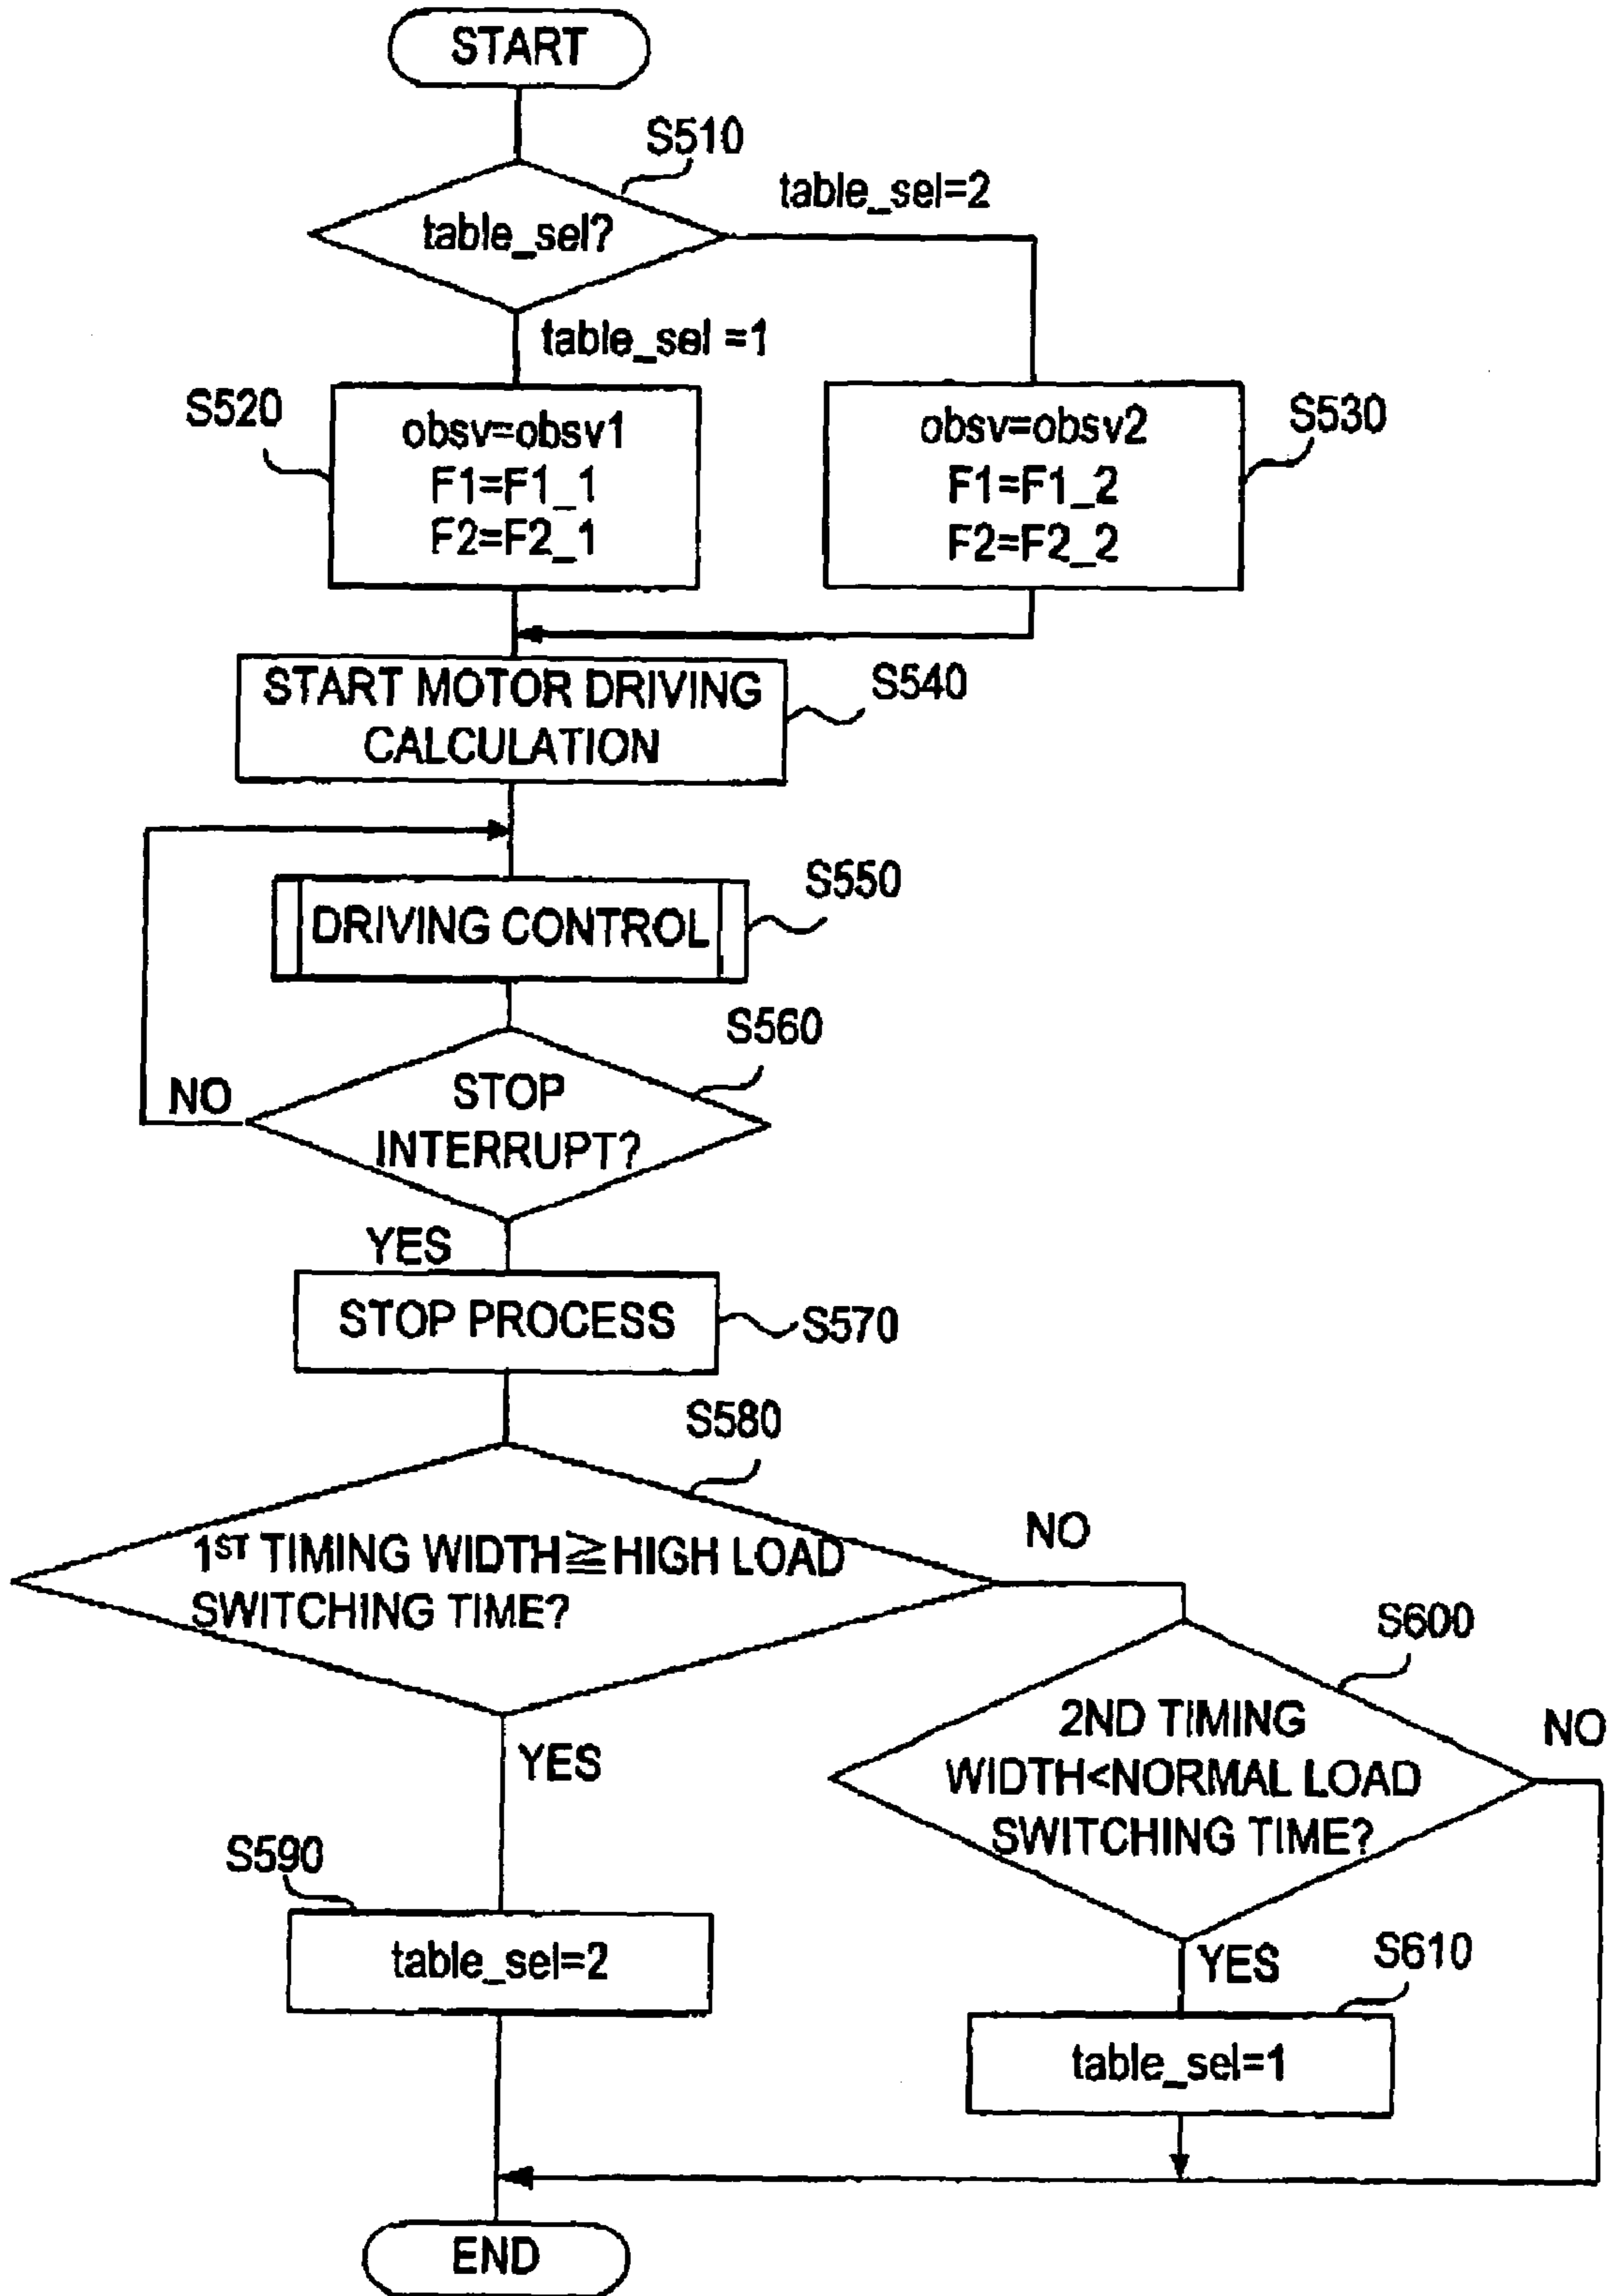 START
S510
table_sel=2
table_sel?
table_sel =1
S520
obsv=obsv1
F1=F1_1
F2=F2_1
obsv=obsv2
F1=F1_2
F2=F2_2
S530
START MOTOR DRIVING
CALCULATION
S540
DRIVING CONTROL
S550
S560
STOP
INTERRUPT?
NO
YES
STOP PROCESS
S570
S580
1ST TIMING WIDTH≧HIGH LOAD
SWITCHING TIME?
NO
YES
S600
2ND TIMING
WIDTH<NORMAL LOAD
SWITCHING TIME?
NO
YES
S590
table_sel=2
S610
table_sel=1
END